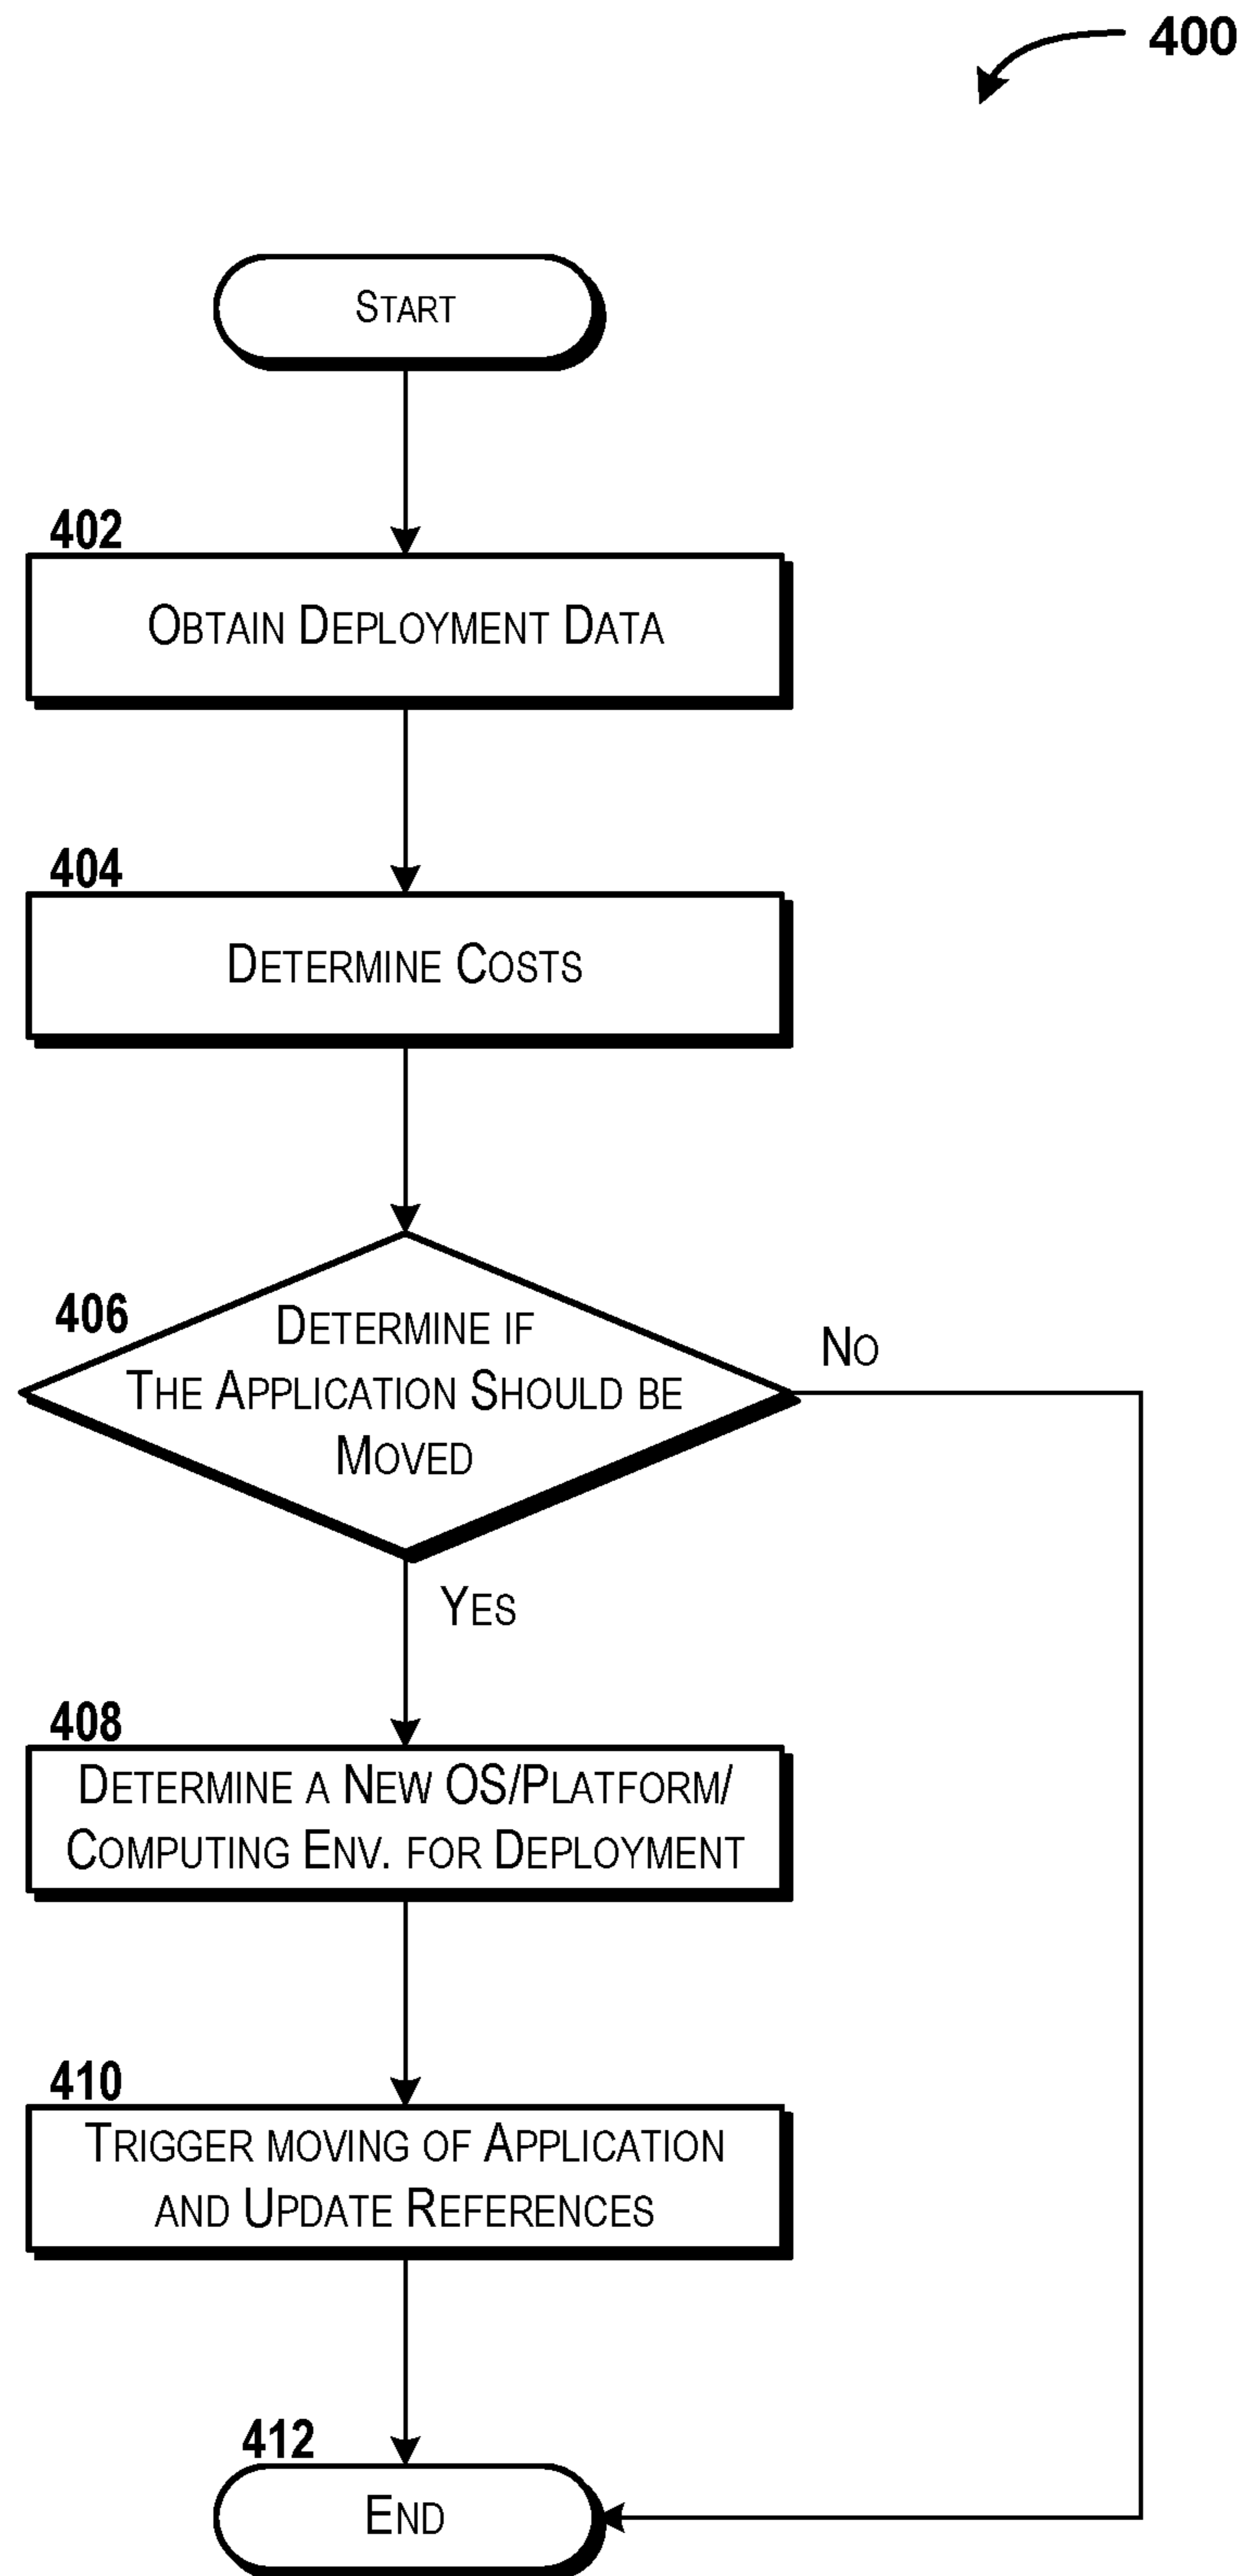 400
START
402
OBTAIN DEPLOYMENT DATA
404
DETERMINE COSTS
406
DETERMINE IF
THE APPLICATION SHOULD BE
MOVED
NO
YES
408
DETERMINE A NEW OS/PLATFORM/
COMPUTING ENV. FOR DEPLOYMENT
410
TRIGGER MOVING OF APPLICATION
AND UPDATE REFERENCES
412
END